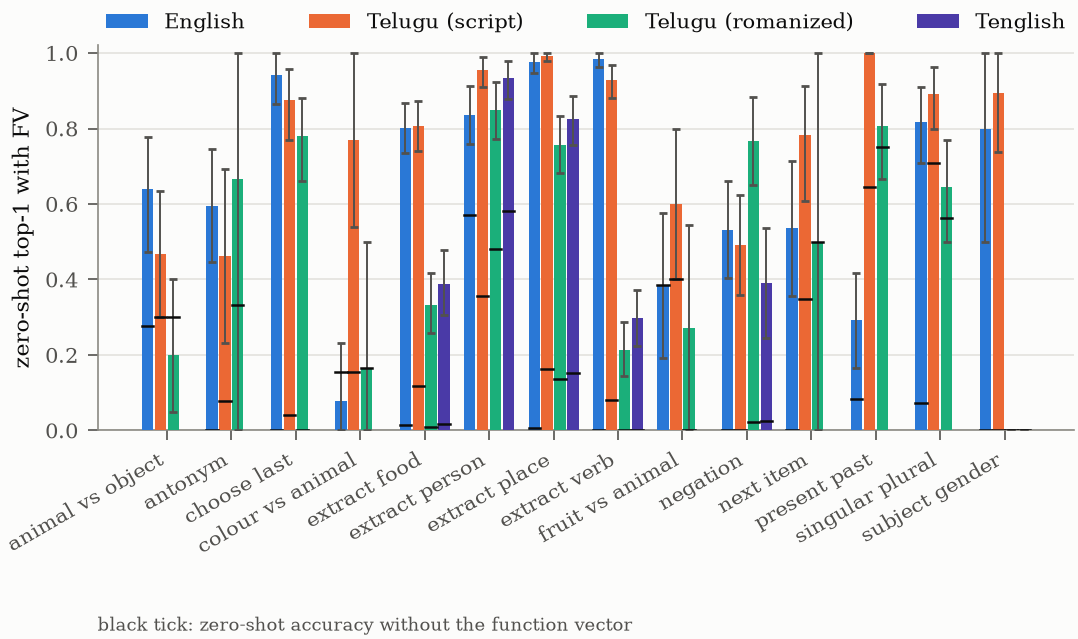 English Telugu (script) Telugu (romanized) Tenglish
zero-shot top-1 with FV
1.0
0.8
0.6
0.4
0.2
0.0
animal vs object
antonym
choose last
colour vs animal
extract food
extract person
extract place
extract verb
fruit vs animal
negation
next item
present past
singular plural
subject gender
black tick: zero-shot accuracy without the function vector